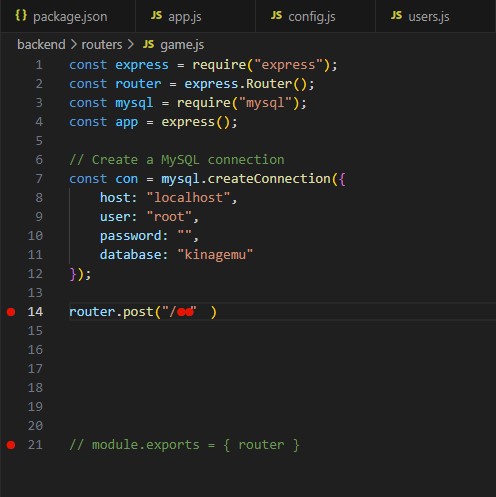 {} package.json JS app.js JS config.js JS users.js
backend > routers > JS game.js
1 const express = require("express");
2 const router = express.Router();
3 const mysql = require("mysql");
4 const app = express();
5
6 // Create a MySQL connection
7 const con = mysql.createConnection({
8 host: "localhost",
9 user: "root",
10 password: "",
11 database: "kinagemu"
12 });
13
14 router.post("/" )
15
16
17
18
19
20
21 // module.exports = { router }